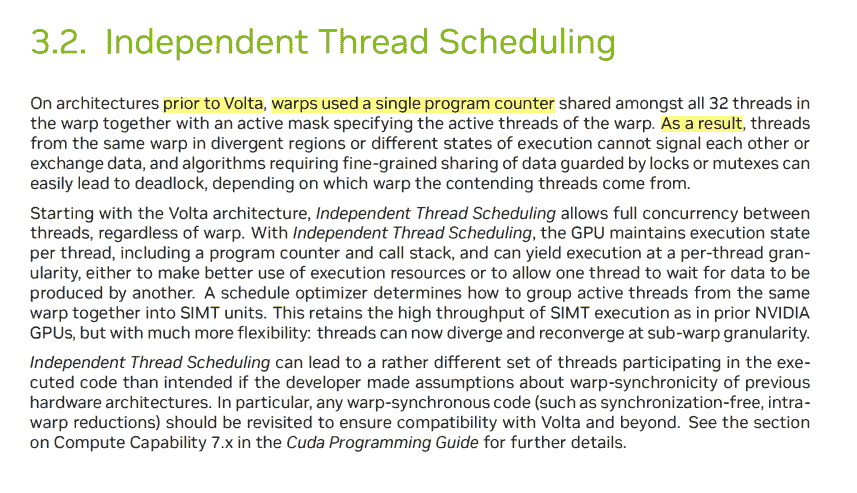 3.2. Independent Thread Scheduling
On architectures prior to Volta, warps used a single program counter shared amongst all 32 threads in
the warp together with an active mask specifying the active threads of the warp. As a result, threads
from the same warp in divergent regions or different states of execution cannot signal each other or
exchange data, and algorithms requiring fine-grained sharing of data guarded by locks or mutexes can
easily lead to deadlock, depending on which warp the contending threads come from.
Starting with the Volta architecture, Independent Thread Scheduling allows full concurrency between
threads, regardless of warp. With Independent Thread Scheduling, the GPU maintains execution state
per thread, including a program counter and call stack, and can yield execution at a per-thread gran-
ularity, either to make better use of execution resources or to allow one thread to wait for data to be
produced by another. A schedule optimizer determines how to group active threads from the same
warp together into SIMT units. This retains the high throughput of SIMT execution as in prior NVIDIA
GPUs, but with much more flexibility: threads can now diverge and reconverge at sub-warp granularity.
Independent Thread Scheduling can lead to a rather different set of threads participating in the exe-
cuted code than intended if the developer made assumptions about warp-synchronicity of previous
hardware architectures. In particular, any warp-synchronous code (such as synchronization-free, intra-
warp reductions) should be revisited to ensure compatibility with Volta and beyond. See the section
on Compute Capability 7.x in the Cuda Programming Guide for further details.